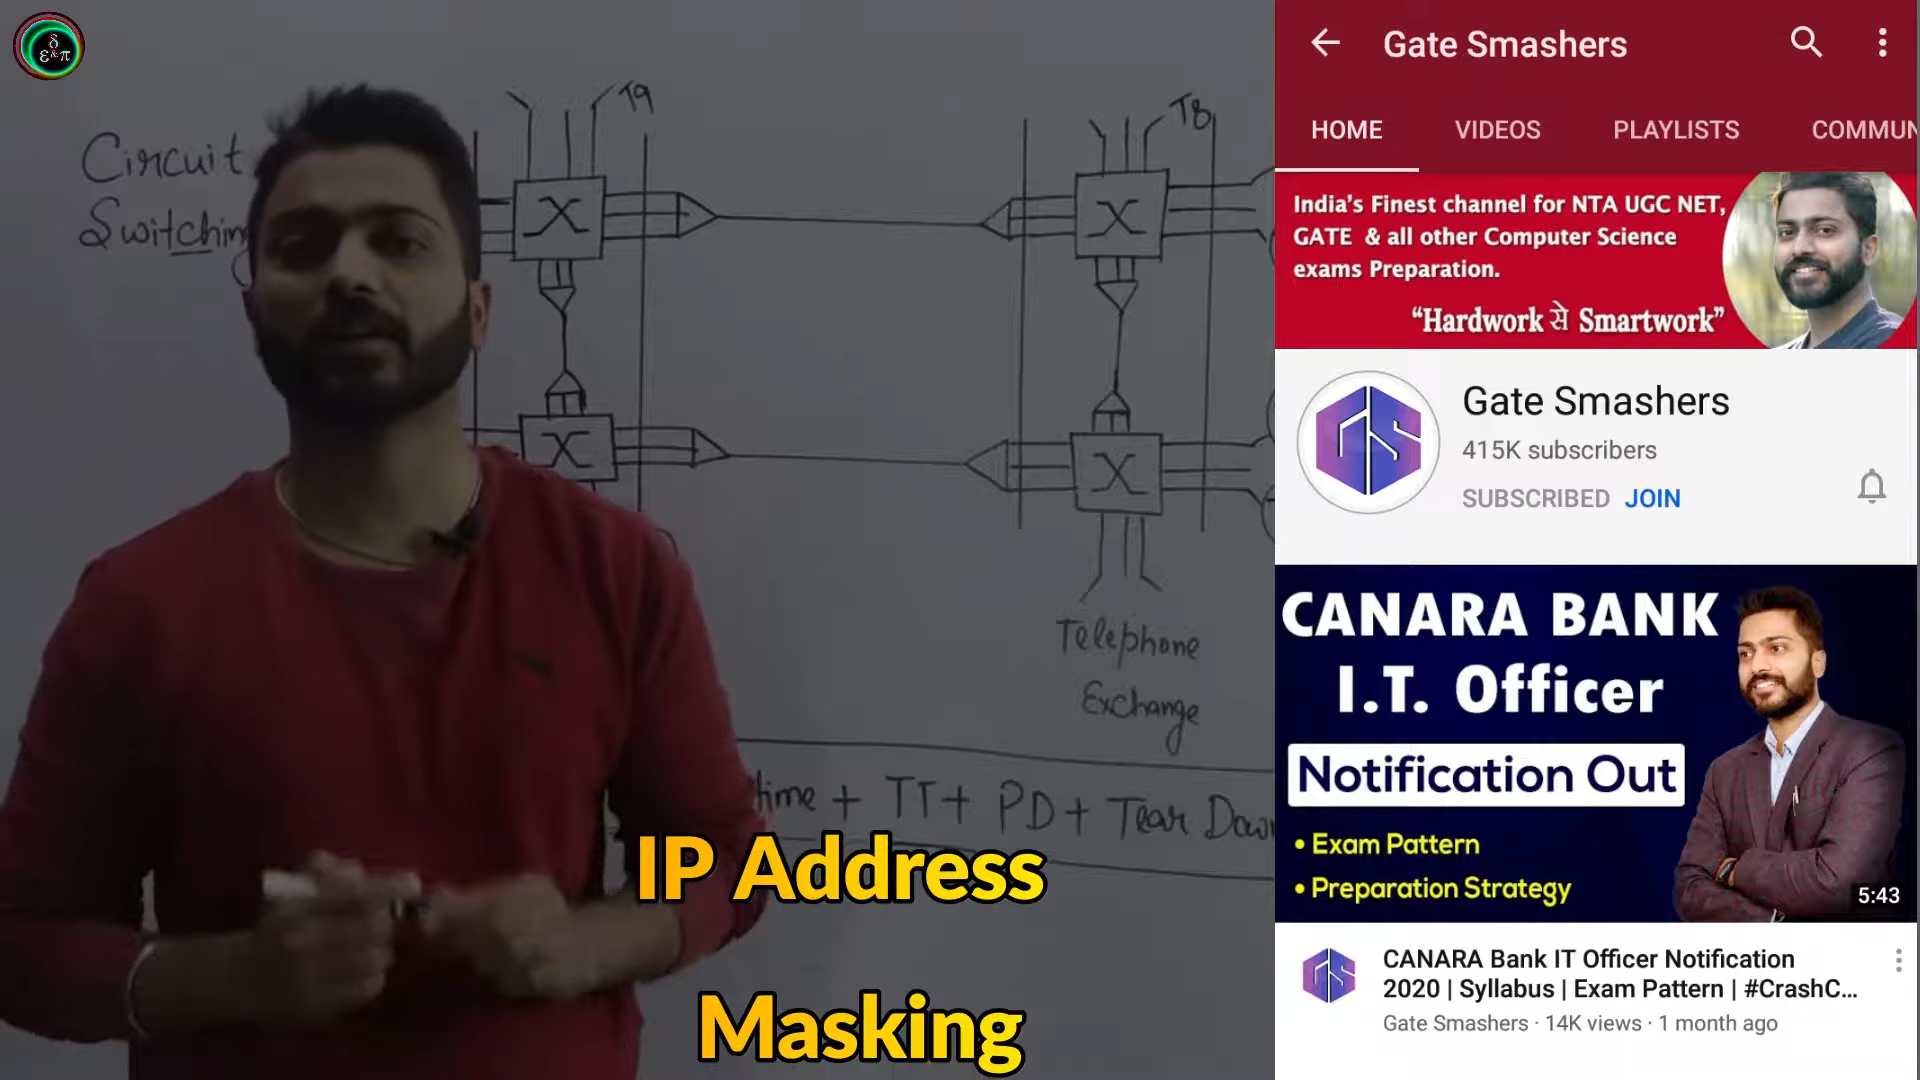 δ
ε&π
Circuit
Switching
T9
T8
Telephone
Exchange
time + TT + PD + Tear Down
IP Address
Masking
Gate Smashers
HOME
VIDEOS
PLAYLISTS
COMMUN
India's Finest channel for NTA UGC NET,
GATE & all other Computer Science
exams Preparation.
“Hardwork से Smartwork”
GS
Gate Smashers
415K subscribers
SUBSCRIBED JOIN
CANARA BANK
I.T. Officer
Notification Out
• Exam Pattern
• Preparation Strategy
5:43
CANARA Bank IT Officer Notification
2020 | Syllabus | Exam Pattern | #CrashC...
Gate Smashers · 14K views · 1 month ago